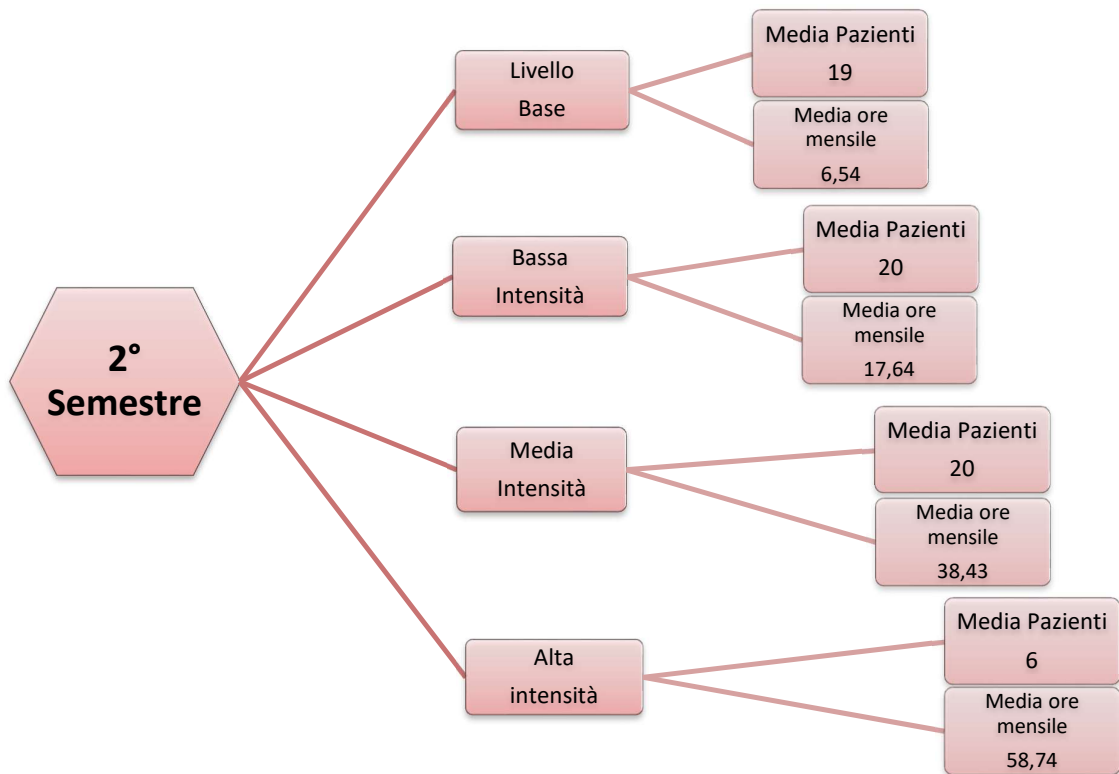 2°
Semestre
Livello
Base
Media Pazienti
19
Media ore
mensile
6,54
Bassa
Intensità
Media Pazienti
20
Media ore
mensile
17,64
Media
Intensità
Media Pazienti
20
Media ore
mensile
38,43
Alta
intensità
Media Pazienti
6
Media ore
mensile
58,74